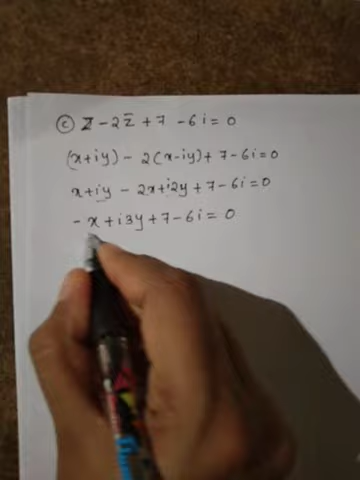 ⓒ Z - 2z̄ + 7 - 6i = 0
(x+iy) - 2(x-iy) + 7 - 6i = 0
x + iy - 2x + i2y + 7 - 6i = 0
- x + i3y + 7 - 6i = 0